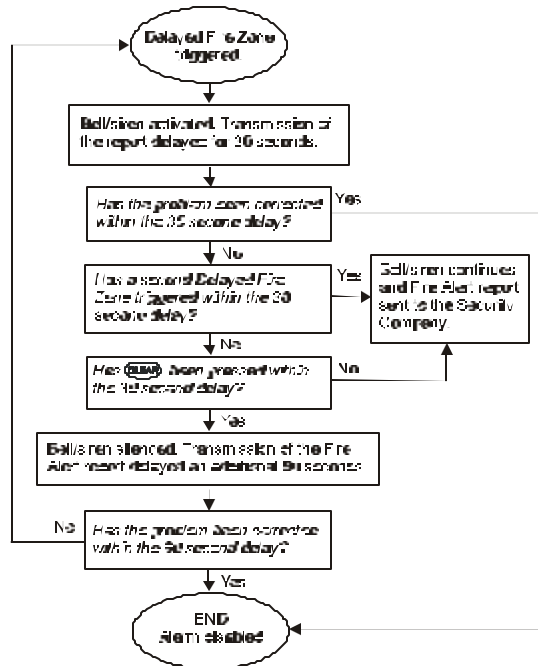 Delayed Fire Zone
triggered.
Bell/siren activated. Transmission of
the report delayed for 30 seconds.
Has the problem been corrected
within the 30 second delay?
Yes
No
Has a second Delayed Fire
Zone triggered within the 30
second delay?
Yes
Bell/siren continues
and Fire Alert report
sent to the Security
Company.
No
Has CLEAR been pressed within
the 30 second delay?
No
Yes
Bell/siren silenced. Transmission of the Fire
Alert report delayed an additional 90 seconds.
No
Has the problem been corrected
within the 90 second delay?
Yes
END
Alarm disabled